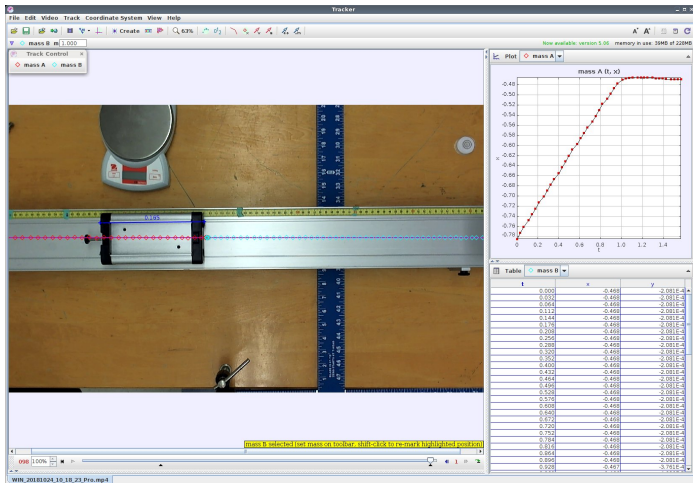 Tracker
File Edit Video Track Coordinate System View Help
Create 63%
mass B m 1.000 Now available: version 5.06 memory in use: 39MB of 228MB
Track Control
mass A mass B
Plot mass A
mass A (t, x)
-0.48
-0.50
-0.52
-0.54
-0.56
-0.58
-0.60
-0.62
-0.64
-0.66
-0.68
-0.70
-0.72
-0.74
-0.76
-0.78
x
0 0.2 0.4 0.6 0.8 1.0 1.2 1.4
t
0.165
Table mass B
t x y
0.000 -0.468 -2.081E-4
0.032 -0.468 -2.081E-4
0.064 -0.468 -2.081E-4
0.112 -0.468 -2.081E-4
0.144 -0.468 -2.081E-4
0.176 -0.468 -2.081E-4
0.208 -0.468 -2.081E-4
0.256 -0.468 -2.081E-4
0.288 -0.468 -2.081E-4
0.320 -0.468 -2.081E-4
0.352 -0.468 -2.081E-4
0.400 -0.468 -2.081E-4
0.432 -0.468 -2.081E-4
0.464 -0.468 -2.081E-4
0.496 -0.468 -2.081E-4
0.528 -0.468 -2.081E-4
0.576 -0.468 -2.081E-4
0.608 -0.468 -2.081E-4
0.640 -0.468 -2.081E-4
0.672 -0.468 -2.081E-4
0.720 -0.468 -2.081E-4
0.752 -0.468 -2.081E-4
0.784 -0.468 -2.081E-4
0.816 -0.468 -2.081E-4
0.864 -0.468 -2.081E-4
0.896 -0.468 -2.081E-4
0.928 -0.467 -3.761E-4
mass B selected (set mass on toolbar, shift-click to re-mark highlighted position)
098 100% 1
WIN_20181024_10_18_23_Pro.mp4